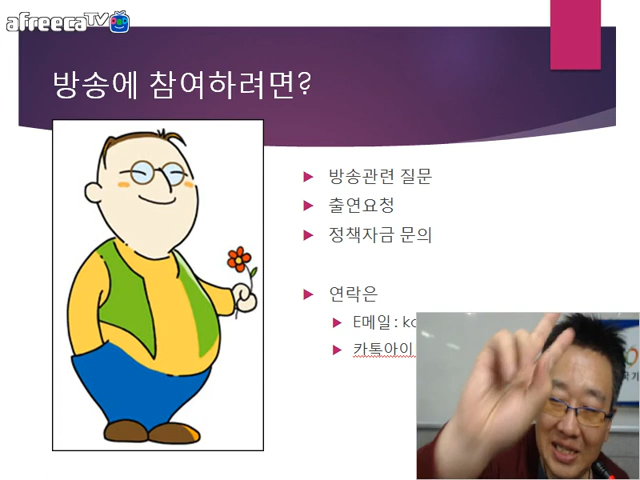 afreecaTV
방송에 참여하려면?
방송관련 질문
출연요청
정책자금 문의
연락은
E메일 :
카톡아이